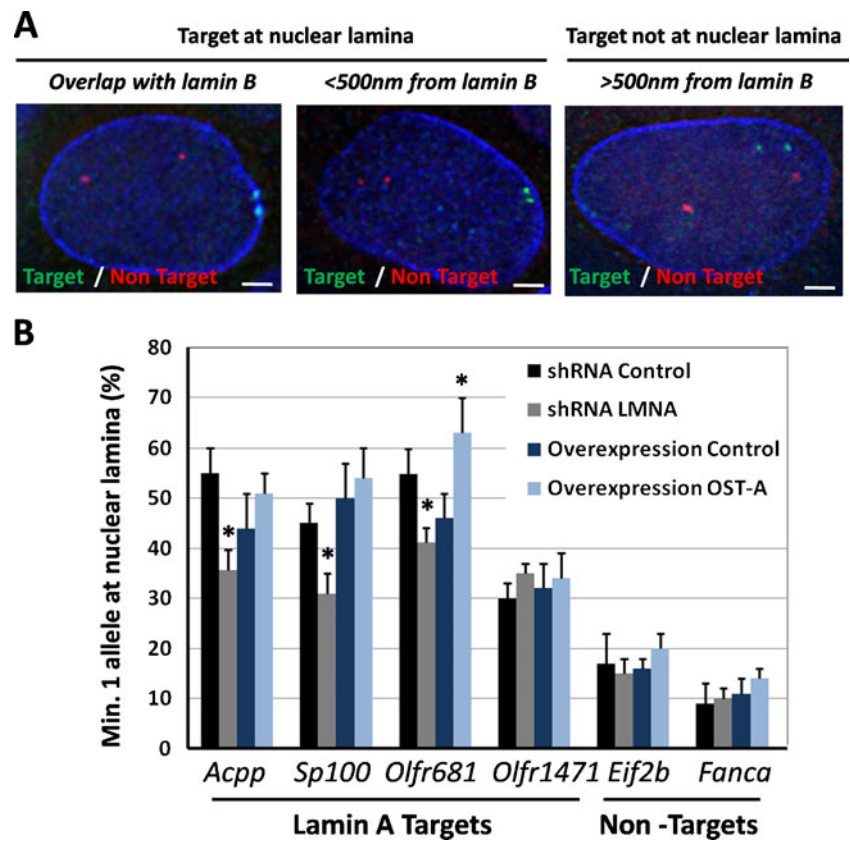 A
Target at nuclear lamina
Target not at nuclear lamina
Overlap with lamin B
<500nm from lamin B
>500nm from lamin B
Target / Non Target
Target / Non Target
Target / Non Target
B
Min. 1 allele at nuclear lamina (%)
80
70
60
50
40
30
20
10
0
shRNA Control
shRNA LMNA
Overexpression Control
Overexpression OST-A
* * * *
Acpp Sp100 Olfr681 Olfr1471 Eif2b Fanca
Lamin A Targets
Non -Targets